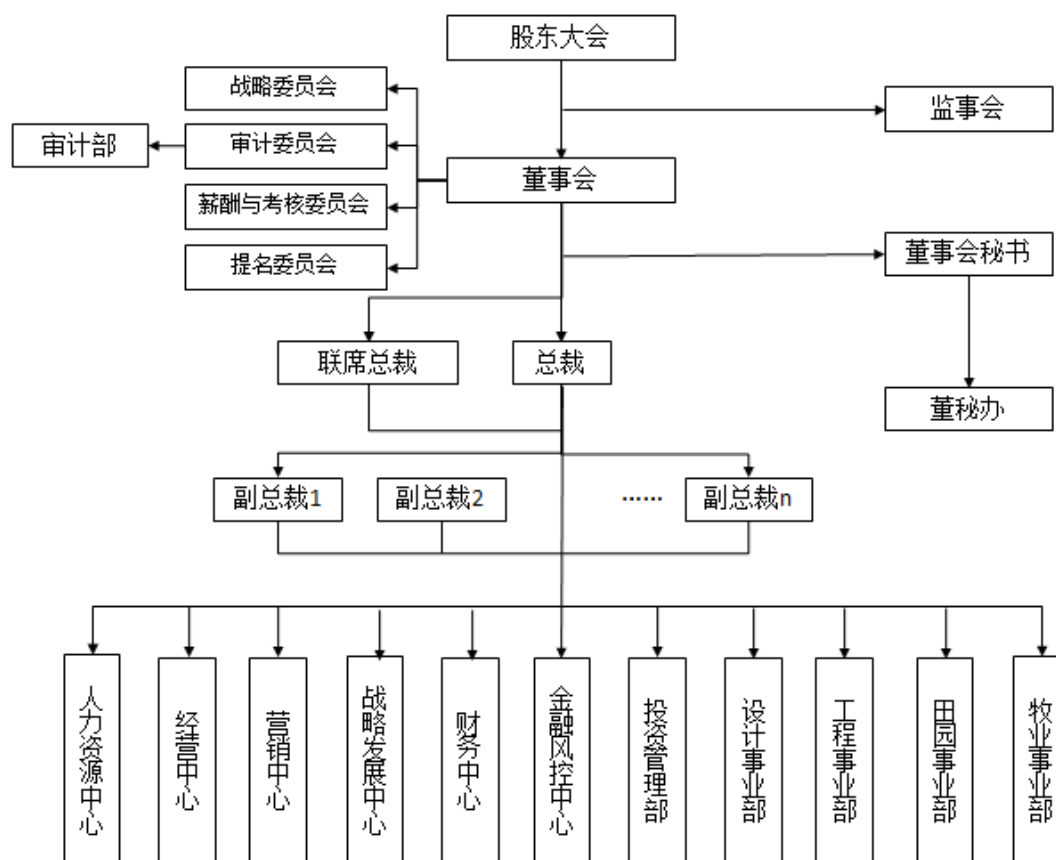 股东大会
战略委员会
监事会
审计部
审计委员会
董事会
薪酬与考核委员会
提名委员会
董事会秘书
联席总裁
总裁
董秘办
副总裁1
副总裁2
……
副总裁n
人力资源中心
经营中心
营销中心
战略发展中心
财务中心
金融风控中心
投资管理部
设计事业部
工程事业部
田园事业部
牧业事业部